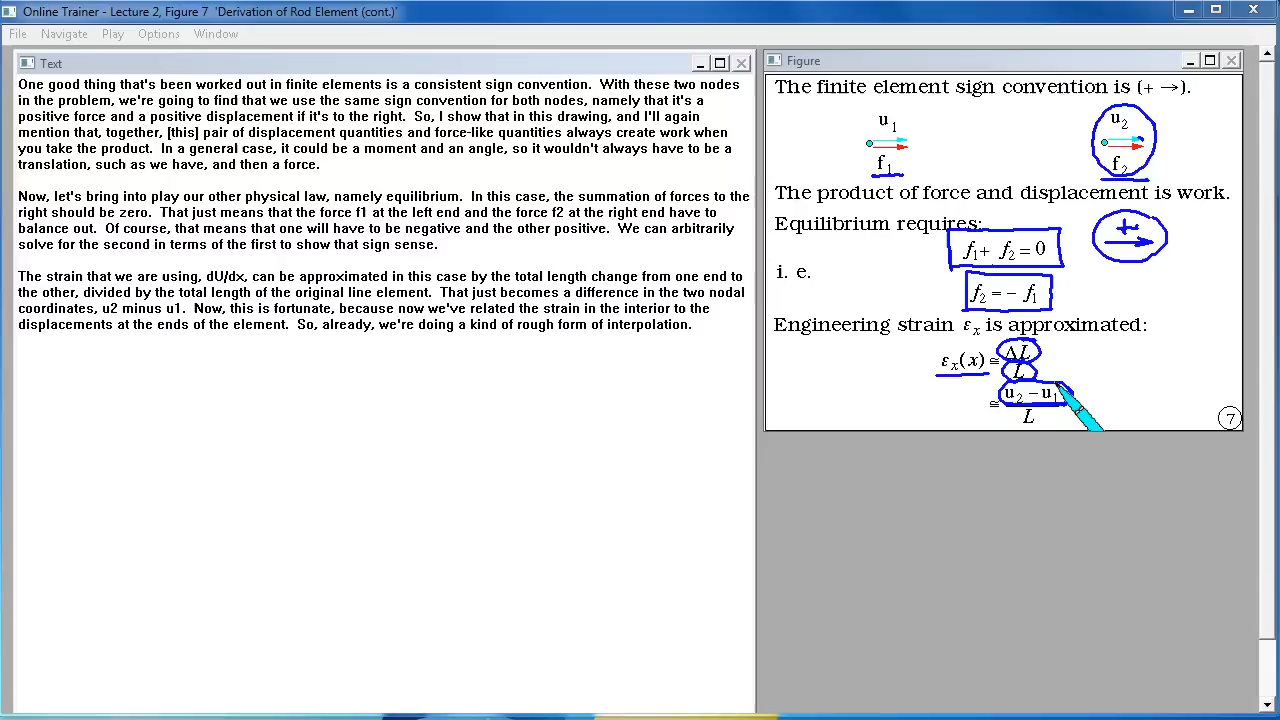 Online Trainer - Lecture 2, Figure 7  'Derivation of Rod Element (cont.)'
File Navigate Play Options Window
Text
One good thing that's been worked out in finite elements is a consistent sign convention.  With these two nodes
in the problem, we're going to find that we use the same sign convention for both nodes, namely that it's a
positive force and a positive displacement if it's to the right.  So, I show that in this drawing, and I'll again
mention that, together, [this] pair of displacement quantities and force-like quantities always create work when
you take the product.  In a general case, it could be a moment and an angle, so it wouldn't always have to be a
translation, such as we have, and then a force.
Now, let's bring into play our other physical law, namely equilibrium.  In this case, the summation of forces to the
right should be zero.  That just means that the force f1 at the left end and the force f2 at the right end have to
balance out.  Of course, that means that one will have to be negative and the other positive.  We can arbitrarily
solve for the second in terms of the first to show that sign sense.
The strain that we are using, dU/dx, can be approximated in this case by the total length change from one end to
the other, divided by the total length of the original line element.  That just becomes a difference in the two nodal
coordinates, u2 minus u1.  Now, this is fortunate, because now we've related the strain in the interior to the
displacements at the ends of the element.  So, already, we're doing a kind of rough form of interpolation.
Figure
The finite element sign convention is (+ →).
u₁ u₂
f₁ f₂
The product of force and displacement is work.
Equilibrium requires:
+
f₁+ f₂ = 0
i. e.
f₂ = − f₁
Engineering strain εₓ is approximated:
εₓ(x) ≅ ΔL
L
≅ u₂ − u₁
L
7